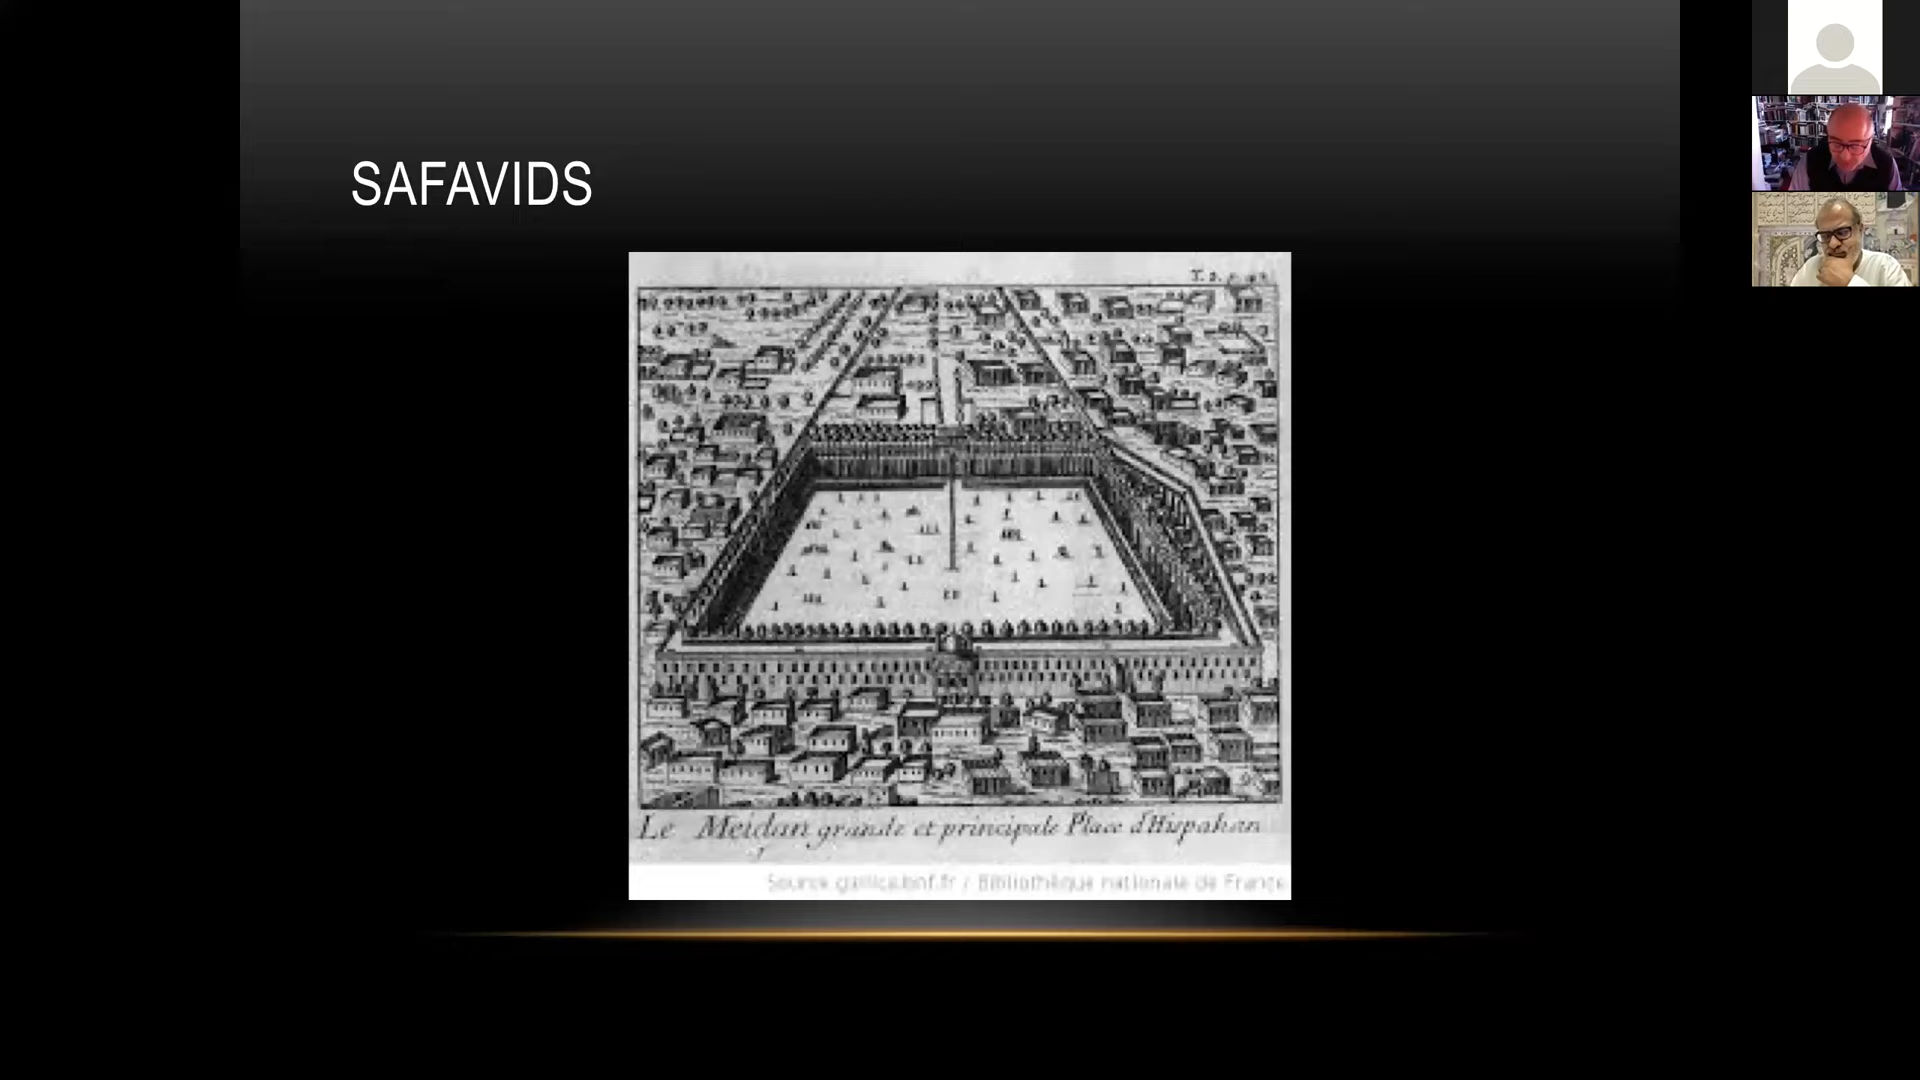 SAFAVIDS
Le Meidan grande et principale Place d'Hispahan
Source gallica.bnf.fr / Bibliothèque nationale de France